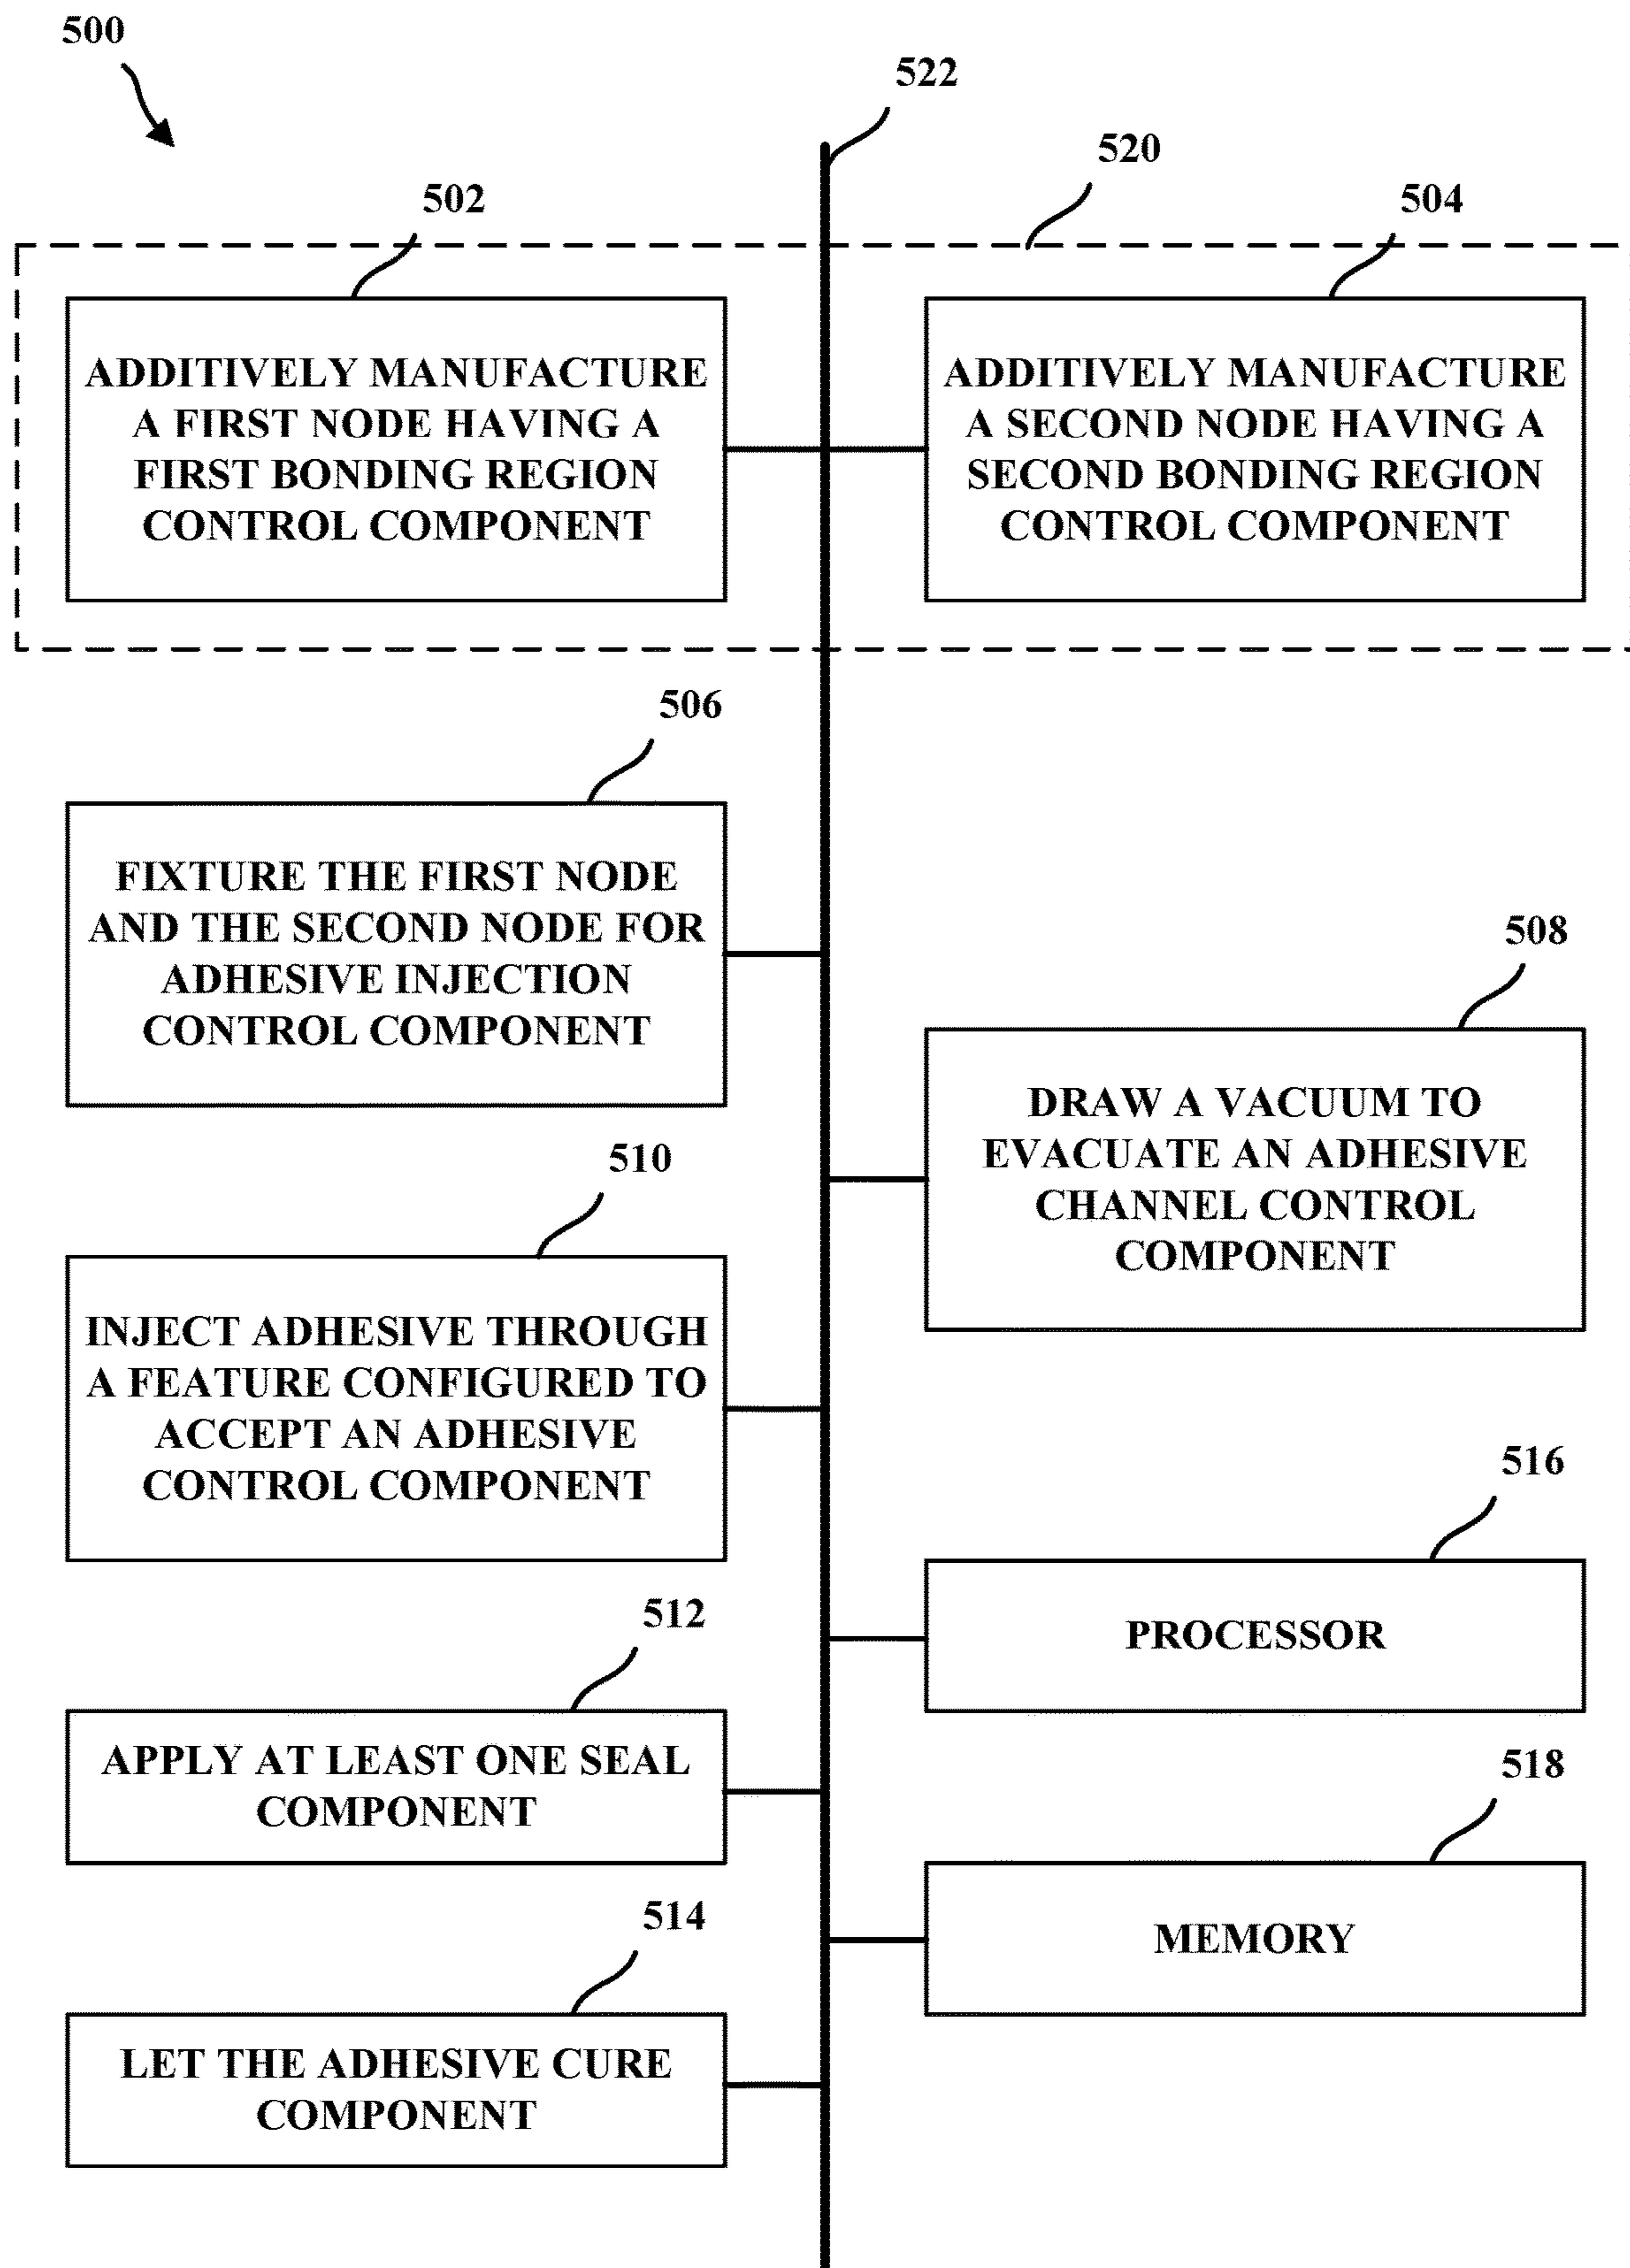 500
522
520
502
504
ADDITIVELY MANUFACTURE
A FIRST NODE HAVING A
FIRST BONDING REGION
CONTROL COMPONENT
ADDITIVELY MANUFACTURE
A SECOND NODE HAVING A
SECOND BONDING REGION
CONTROL COMPONENT
506
FIXTURE THE FIRST NODE
AND THE SECOND NODE FOR
ADHESIVE INJECTION
CONTROL COMPONENT
508
DRAW A VACUUM TO
EVACUATE AN ADHESIVE
CHANNEL CONTROL
COMPONENT
510
INJECT ADHESIVE THROUGH
A FEATURE CONFIGURED TO
ACCEPT AN ADHESIVE
CONTROL COMPONENT
516
PROCESSOR
512
APPLY AT LEAST ONE SEAL
COMPONENT
518
MEMORY
514
LET THE ADHESIVE CURE
COMPONENT